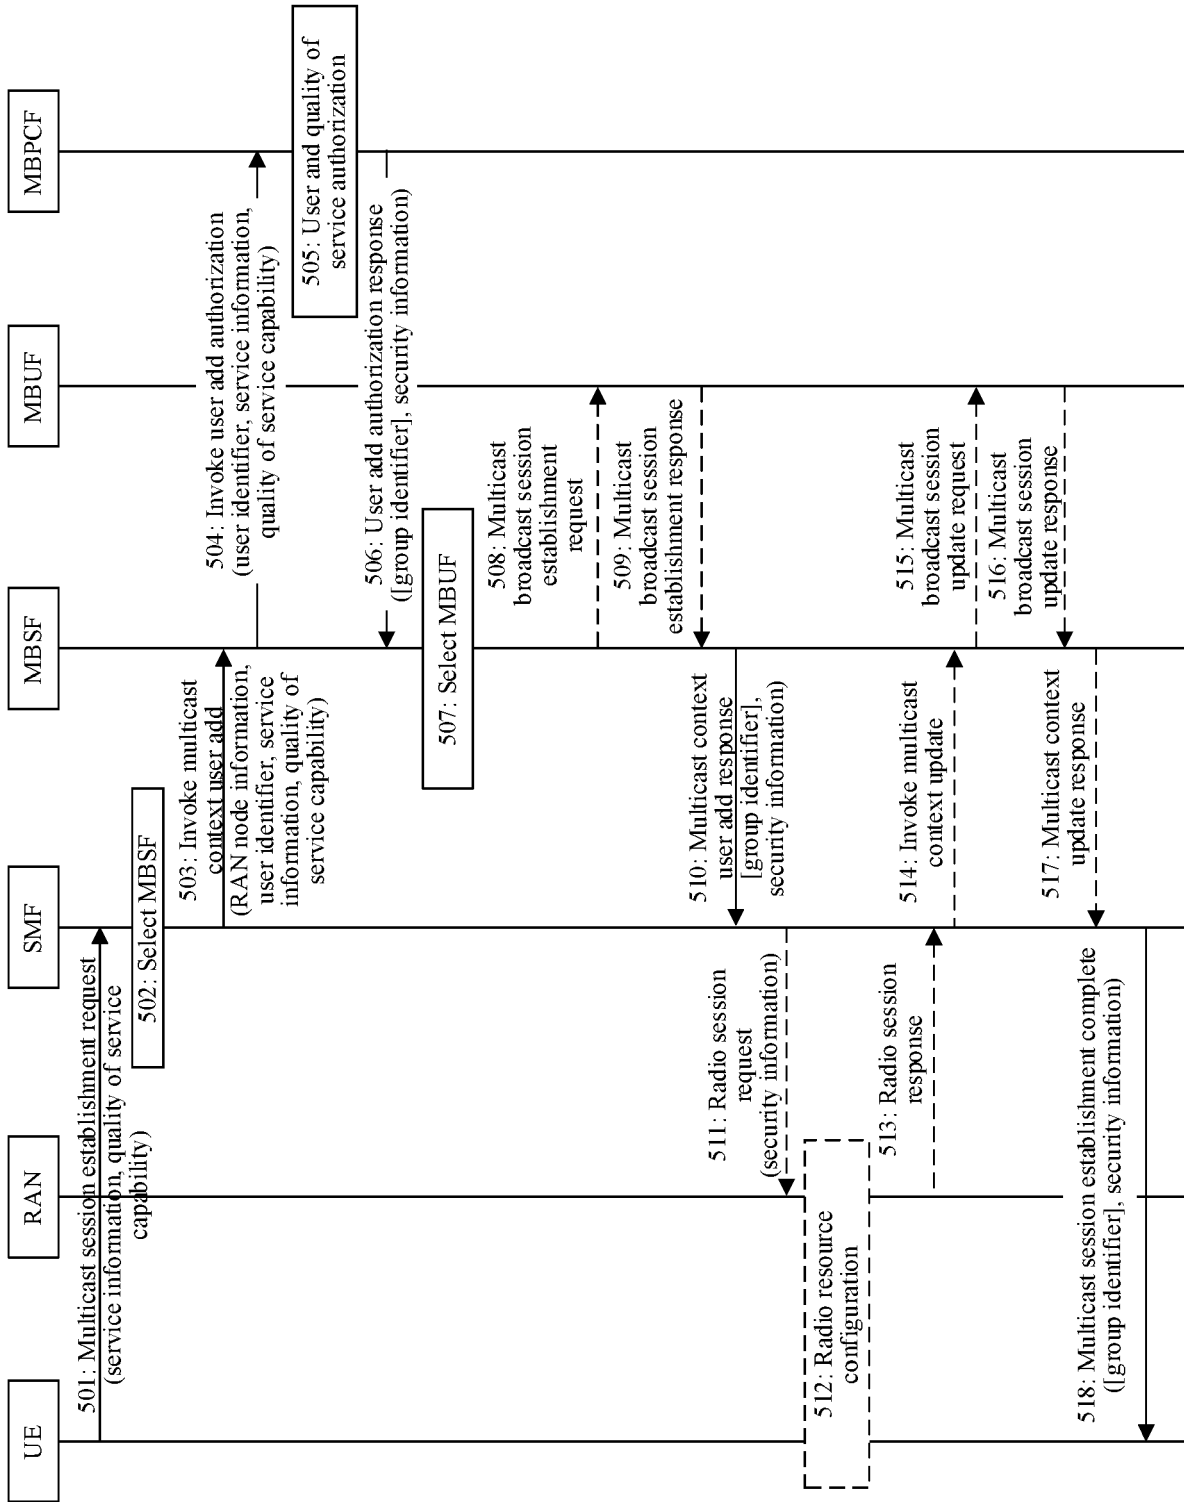 UE
RAN
SMF
MBSF
MBUF
MBPCF
501: Multicast session establishment request
(service information, quality of service
capability)
502: Select MBSF
503: Invoke multicast
context user add
(RAN node information,
user identifier, service
information, quality of
service capability)
504: Invoke user add authorization
(user identifier, service information,
quality of service capability)
505: User and quality of
service authorization
506: User add authorization response
([group identifier], security information)
507: Select MBUF
508: Multicast
broadcast session
establishment
request
509: Multicast
broadcast session
establishment response
510: Multicast context
user add response
[group identifier],
security information)
511: Radio session
request
(security information)
512: Radio resource
configuration
513: Radio session
response
514: Invoke multicast
context update
515: Multicast
broadcast session
update request
516: Multicast
broadcast session
update response
517: Multicast context
update response
518: Multicast session establishment complete
([group identifier], security information)